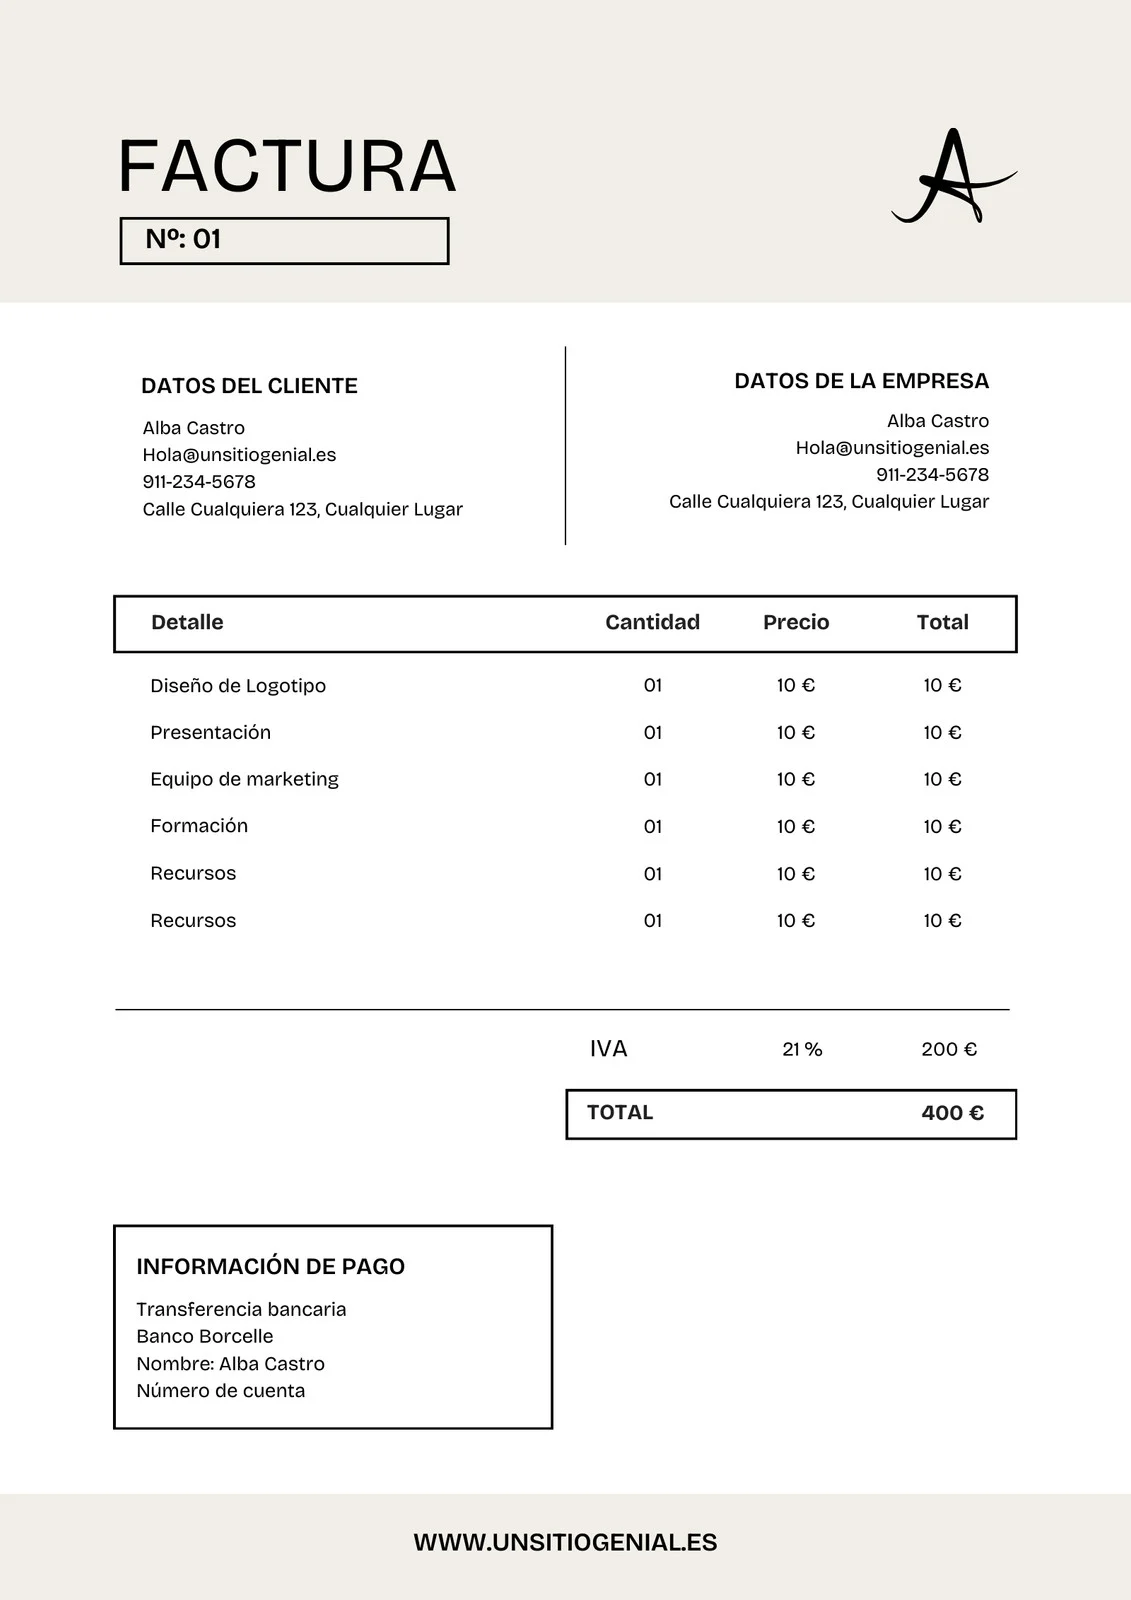 FACTURA
Nº: 01
DATOS DEL CLIENTE
Alba Castro
Hola@unsitiogenial.es
911-234-5678
Calle Cualquiera 123, Cualquier Lugar
DATOS DE LA EMPRESA
Alba Castro
Hola@unsitiogenial.es
911-234-5678
Calle Cualquiera 123, Cualquier Lugar
Detalle Cantidad Precio Total
Diseño de Logotipo 01 10 € 10 €
Presentación 01 10 € 10 €
Equipo de marketing 01 10 € 10 €
Formación 01 10 € 10 €
Recursos 01 10 € 10 €
Recursos 01 10 € 10 €
IVA 21 % 200 €
TOTAL 400 €
INFORMACIÓN DE PAGO
Transferencia bancaria
Banco Borcelle
Nombre: Alba Castro
Número de cuenta
WWW.UNSITIOGENIAL.ES